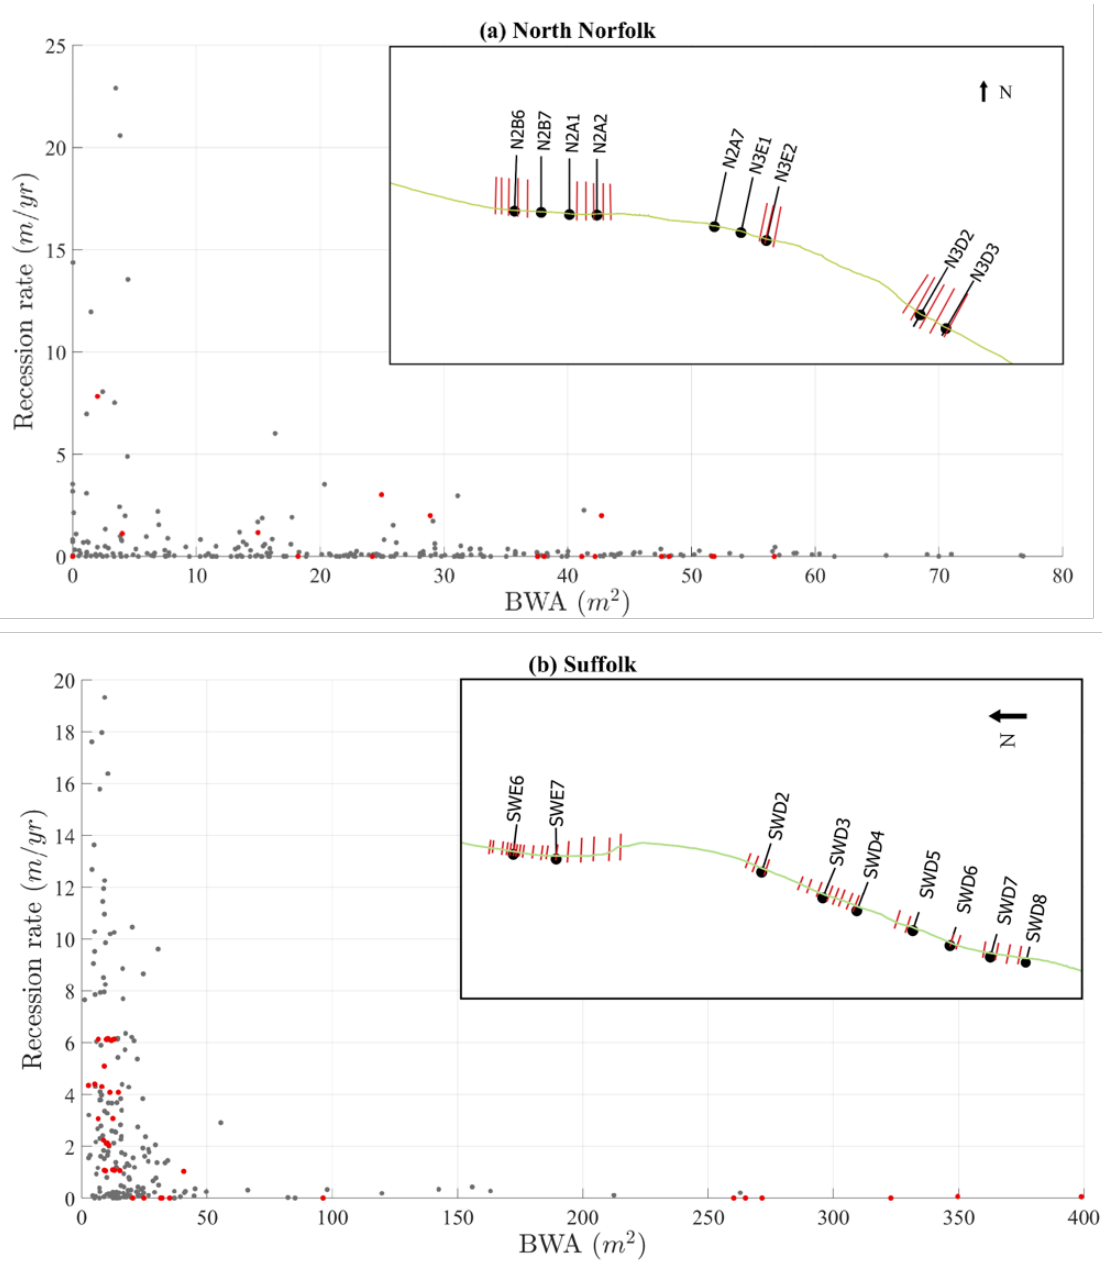 (a) North Norfolk
25
20
15
10
5
0
Recession rate (m/yr)
N
N2B6
N2B7
N2A1
N2A2
N2A7
N3E1
N3E2
N3D2
N3D3
0 10 20 30 40 50 60 70 80
BWA (m²)
(b) Suffolk
20
18
16
14
12
10
8
6
4
2
0
Recession rate (m/yr)
N
SWE6
SWE7
SWD2
SWD3
SWD4
SWD5
SWD6
SWD7
SWD8
0 50 100 150 200 250 300 350 400
BWA (m²)